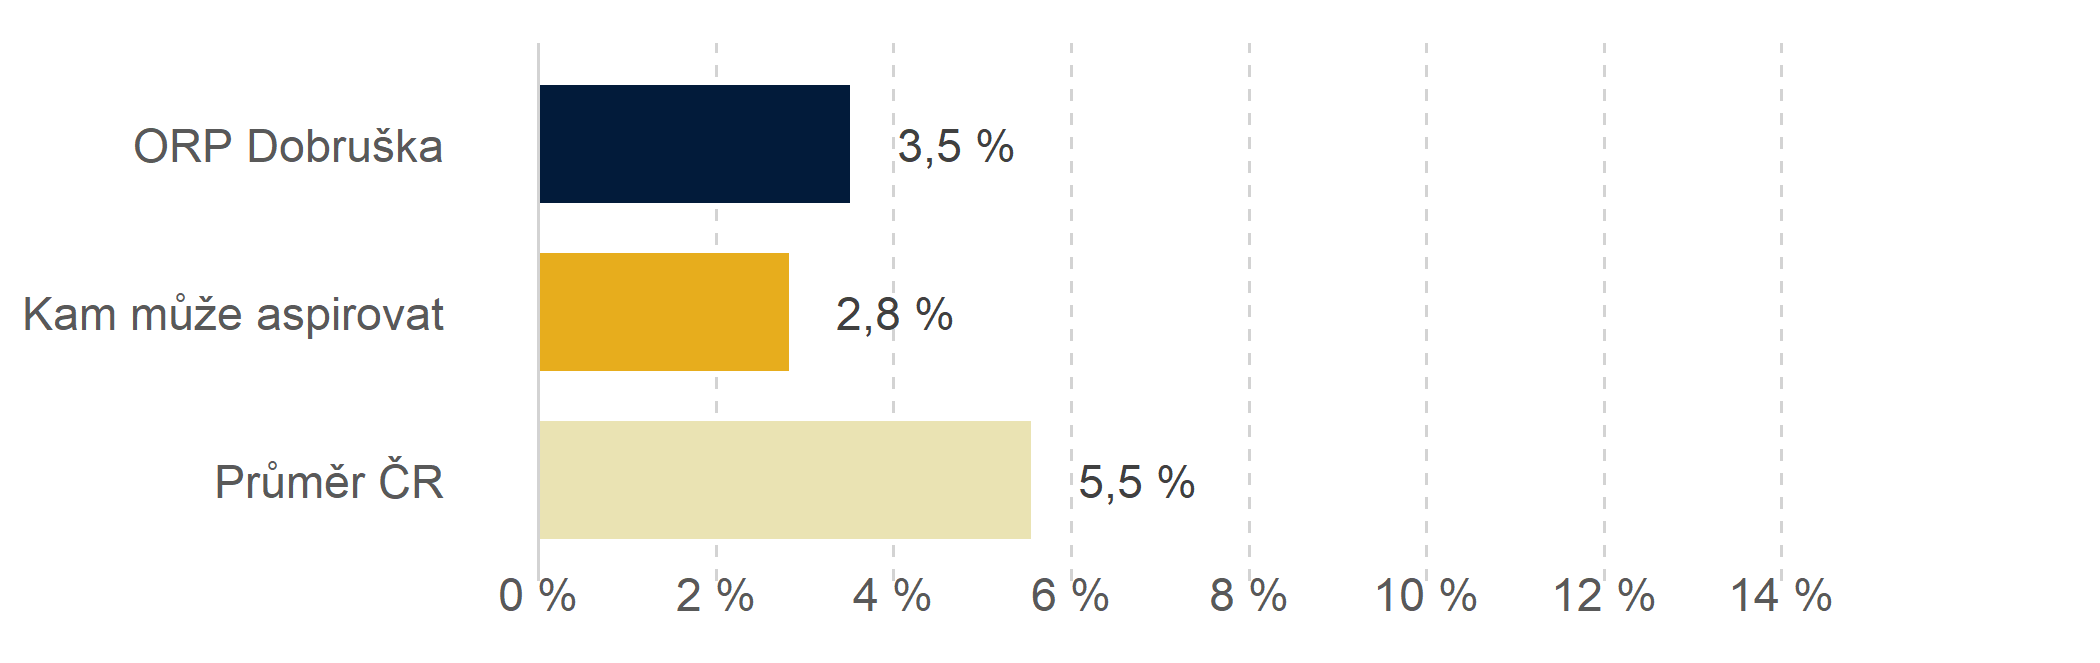 ORP Dobruška
3,5 %
Kam může aspirovat
2,8 %
Průměr ČR
5,5 %
0 % 2 % 4 % 6 % 8 % 10 % 12 % 14 %